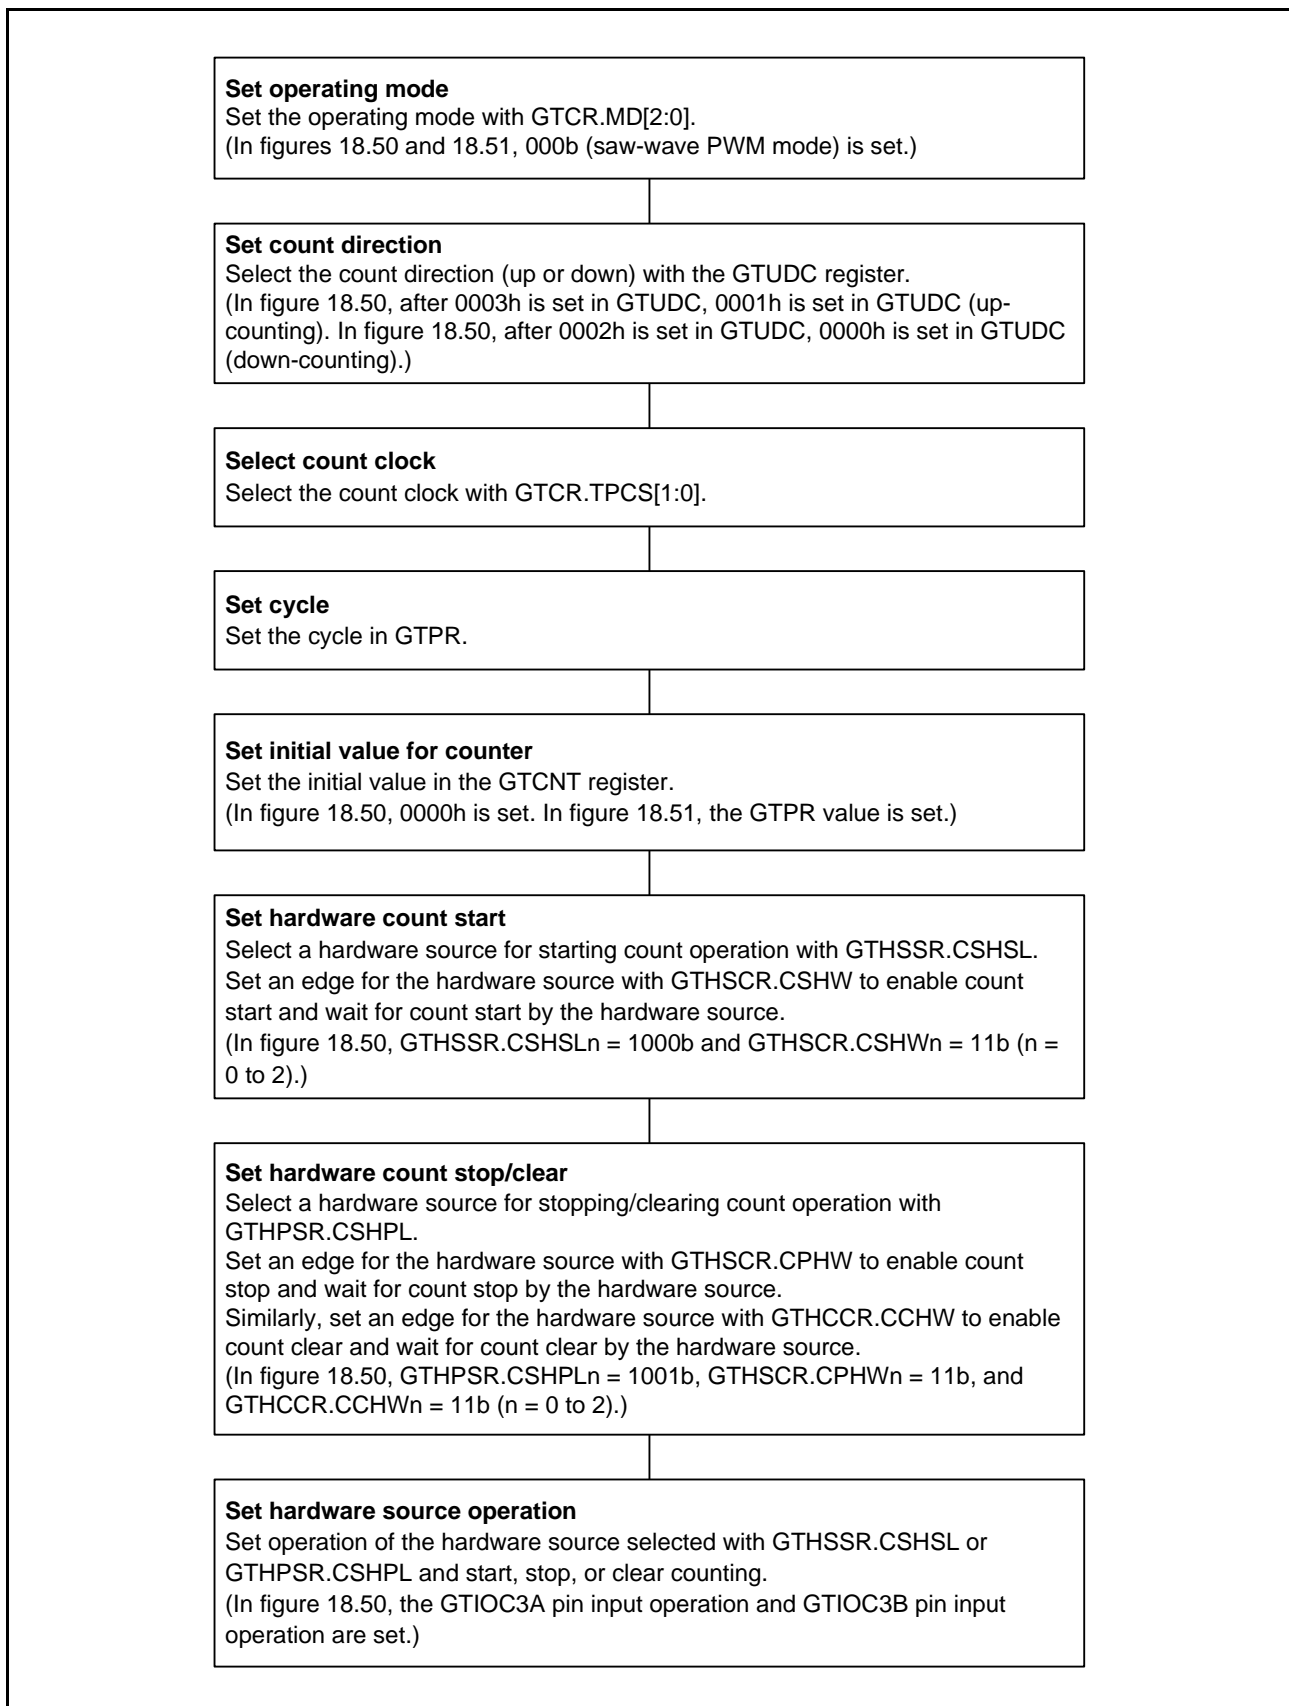 Set operating mode
Set the operating mode with GTCR.MD[2:0].
(In figures 18.50 and 18.51, 000b (saw-wave PWM mode) is set.)
Set count direction
Select the count direction (up or down) with the GTUDC register.
(In figure 18.50, after 0003h is set in GTUDC, 0001h is set in GTUDC (up-
counting). In figure 18.50, after 0002h is set in GTUDC, 0000h is set in GTUDC
(down-counting).)
Select count clock
Select the count clock with GTCR.TPCS[1:0].
Set cycle
Set the cycle in GTPR.
Set initial value for counter
Set the initial value in the GTCNT register.
(In figure 18.50, 0000h is set. In figure 18.51, the GTPR value is set.)
Set hardware count start
Select a hardware source for starting count operation with GTHSSR.CSHSL.
Set an edge for the hardware source with GTHSCR.CSHW to enable count
start and wait for count start by the hardware source.
(In figure 18.50, GTHSSR.CSHSLn = 1000b and GTHSCR.CSHWn = 11b (n =
0 to 2).)
Set hardware count stop/clear
Select a hardware source for stopping/clearing count operation with
GTHPSR.CSHPL.
Set an edge for the hardware source with GTHSCR.CPHW to enable count
stop and wait for count stop by the hardware source.
Similarly, set an edge for the hardware source with GTHCCR.CCHW to enable
count clear and wait for count clear by the hardware source.
(In figure 18.50, GTHPSR.CSHPLn = 1001b, GTHSCR.CPHWn = 11b, and
GTHCCR.CCHWn = 11b (n = 0 to 2).)
Set hardware source operation
Set operation of the hardware source selected with GTHSSR.CSHSL or
GTHPSR.CSHPL and start, stop, or clear counting.
(In figure 18.50, the GTIOC3A pin input operation and GTIOC3B pin input
operation are set.)